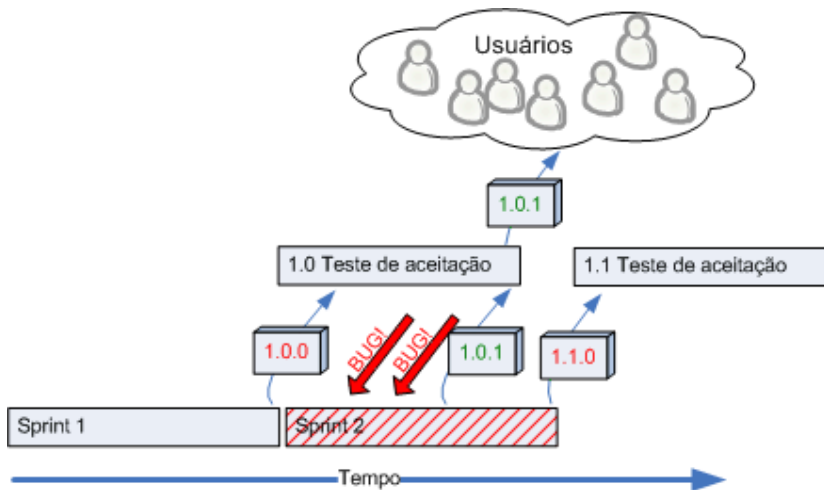 Usuários
1.0.1
1.0 Teste de aceitação
1.1 Teste de aceitação
1.0.0
BUG!
BUG!
1.0.1
1.1.0
Sprint 1
Sprint 2
Tempo